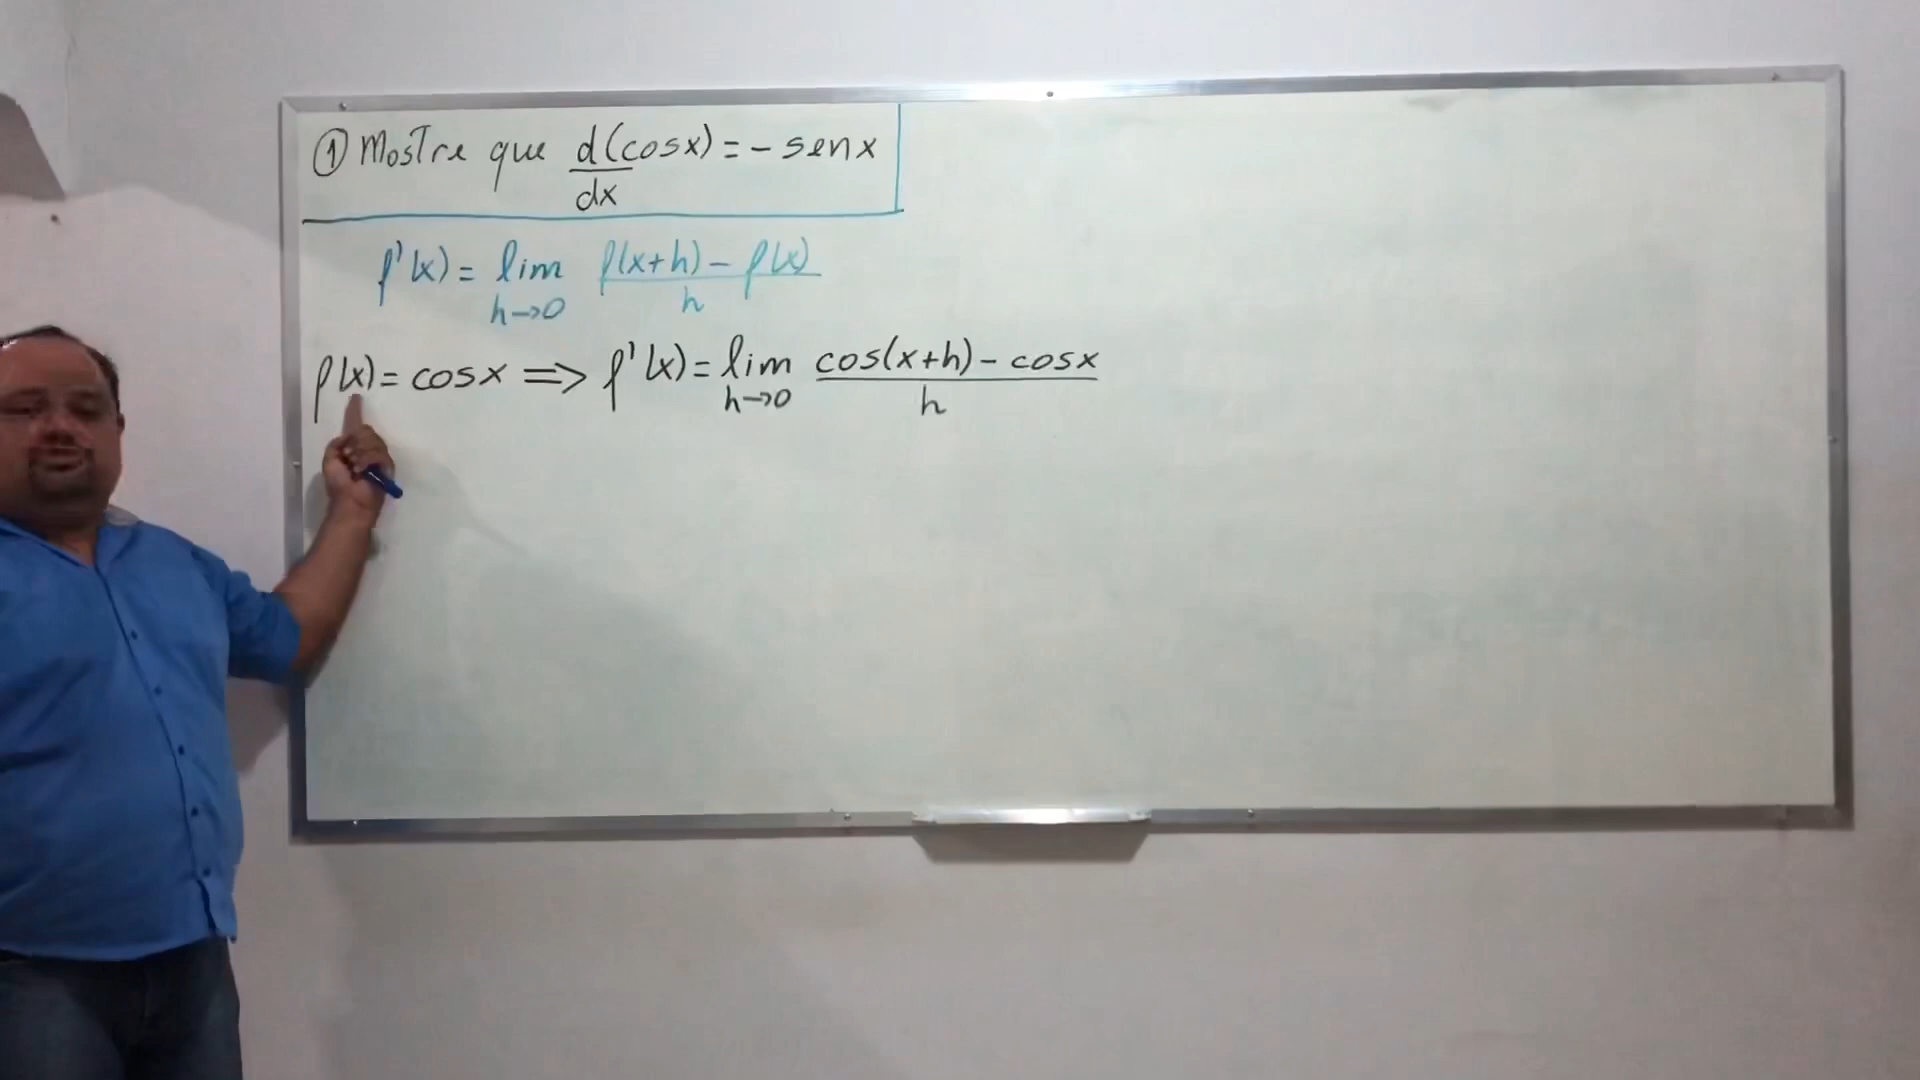 ① Mostre que d(cosx)/dx = - senx
f'(x) = lim h→0 f(x+h) - f(x) / h
f(x) = cosx ⟹ f'(x) = lim h→0 cos(x+h) - cosx / h